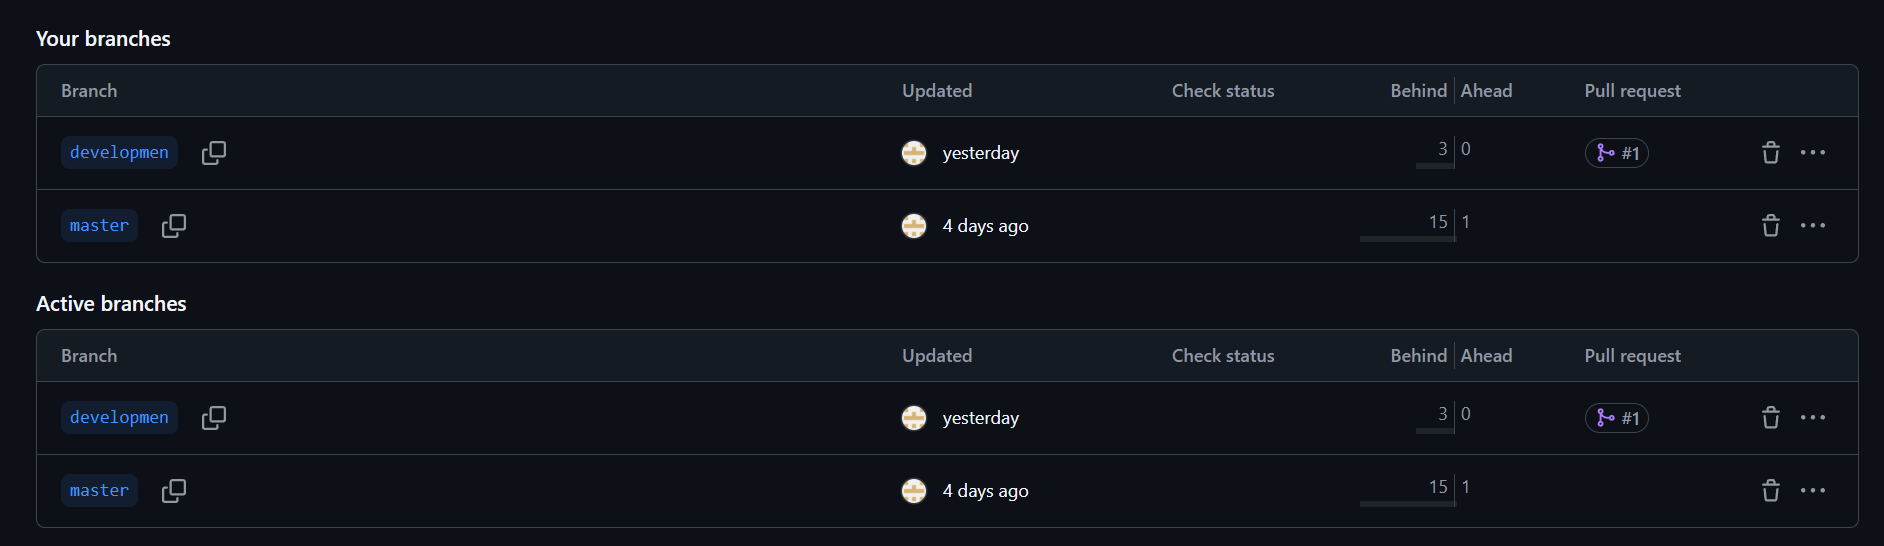 Your branches
Branch Updated Check status Behind Ahead Pull request
developmen yesterday 3 0 #1
master 4 days ago 15 1
Active branches
Branch Updated Check status Behind Ahead Pull request
developmen yesterday 3 0 #1
master 4 days ago 15 1